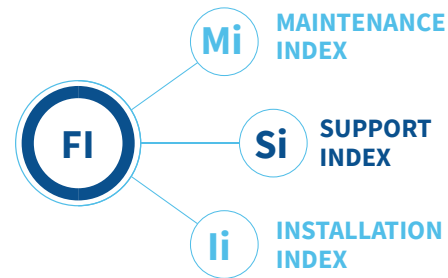 Mi
MAINTENANCE
INDEX
FI
Si
SUPPORT
INDEX
Ii
INSTALLATION
INDEX